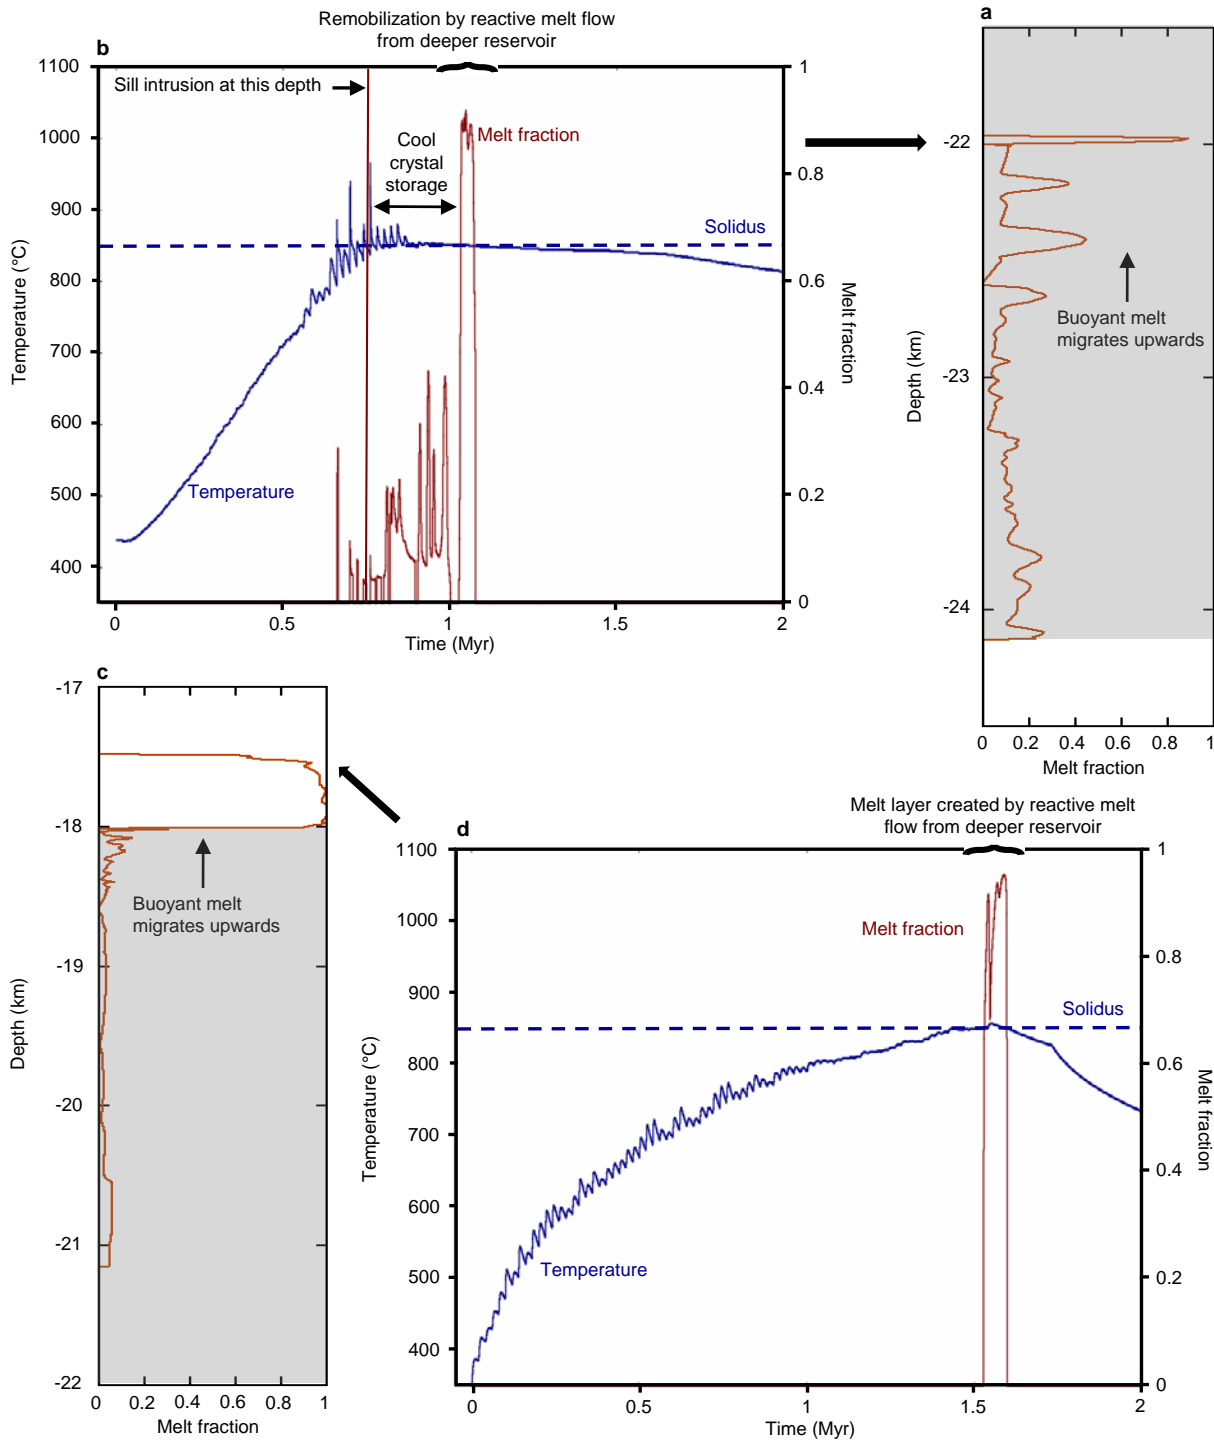 Remobilization by reactive melt flow
from deeper reservoir
b
1100
1000
900
800
700
600
500
400
Temperature (°C)
Sill intrusion at this depth
Cool
crystal
storage
Melt fraction
Solidus
Temperature
1
0.8
0.6
0.4
0.2
0
Melt fraction
0
0.5
1
1.5
2
Time (Myr)
a
-22
-23
-24
Depth (km)
Buoyant melt
migrates upwards
0
0.2
0.4
0.6
0.8
1
Melt fraction
c
-17
-18
-19
-20
-21
-22
Depth (km)
Buoyant melt
migrates upwards
0
0.2
0.4
0.6
0.8
1
Melt fraction
Melt layer created by reactive melt
flow from deeper reservoir
d
1100
1000
900
800
700
600
500
400
Temperature (°C)
Melt fraction
Solidus
Temperature
1
0.8
0.6
0.4
0.2
0
Melt fraction
0
0.5
1
1.5
2
Time (Myr)